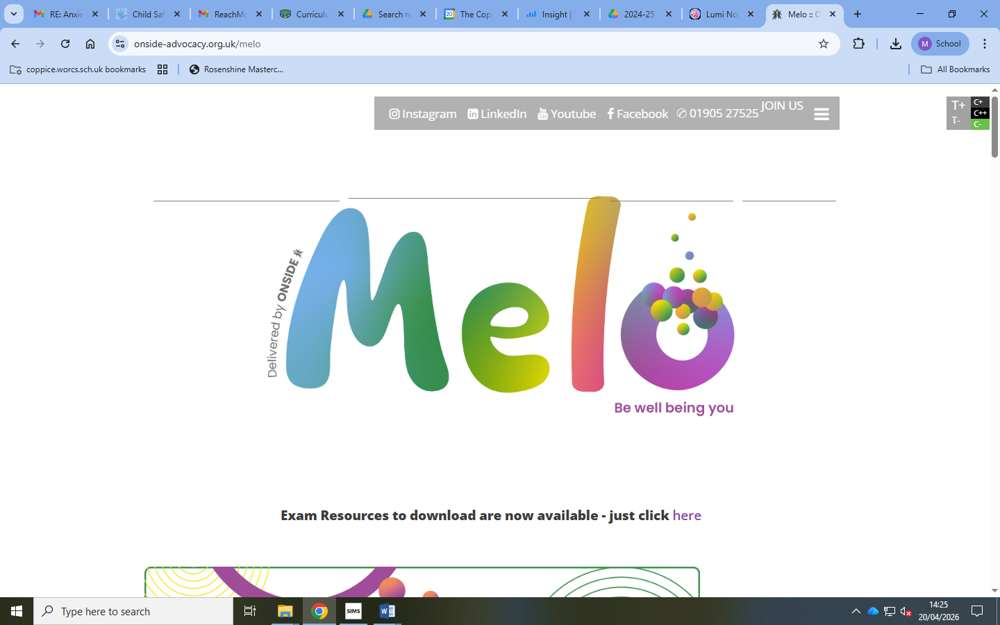 RE: Anxie
Child Saf
ReachMo
Curriculu
Search re
The Copp
Insight |
2024-25
Lumi No
Melo :: O
onside-advocacy.org.uk/melo
M School
coppice.worcs.sch.uk bookmarks
Rosenshine Masterc...
All Bookmarks
Instagram LinkedIn Youtube Facebook 01905 27525 JOIN US
T+ C+
C++
T- C-
Delivered by ONSIDE
Melo
Be well being you
Exam Resources to download are now available - just click here
Type here to search
SIMS
14:25
20/04/2026